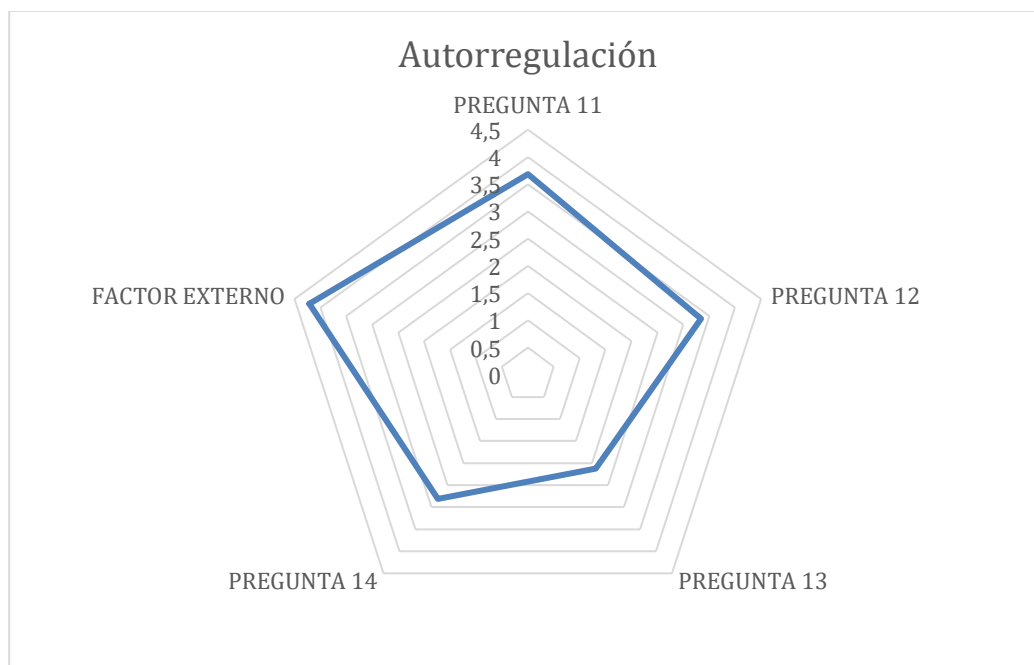 Autorregulación
PREGUNTA 11
4,5
4
3,5
3
2,5
2
1,5
1
0,5
0
FACTOR EXTERNO
PREGUNTA 12
PREGUNTA 14
PREGUNTA 13